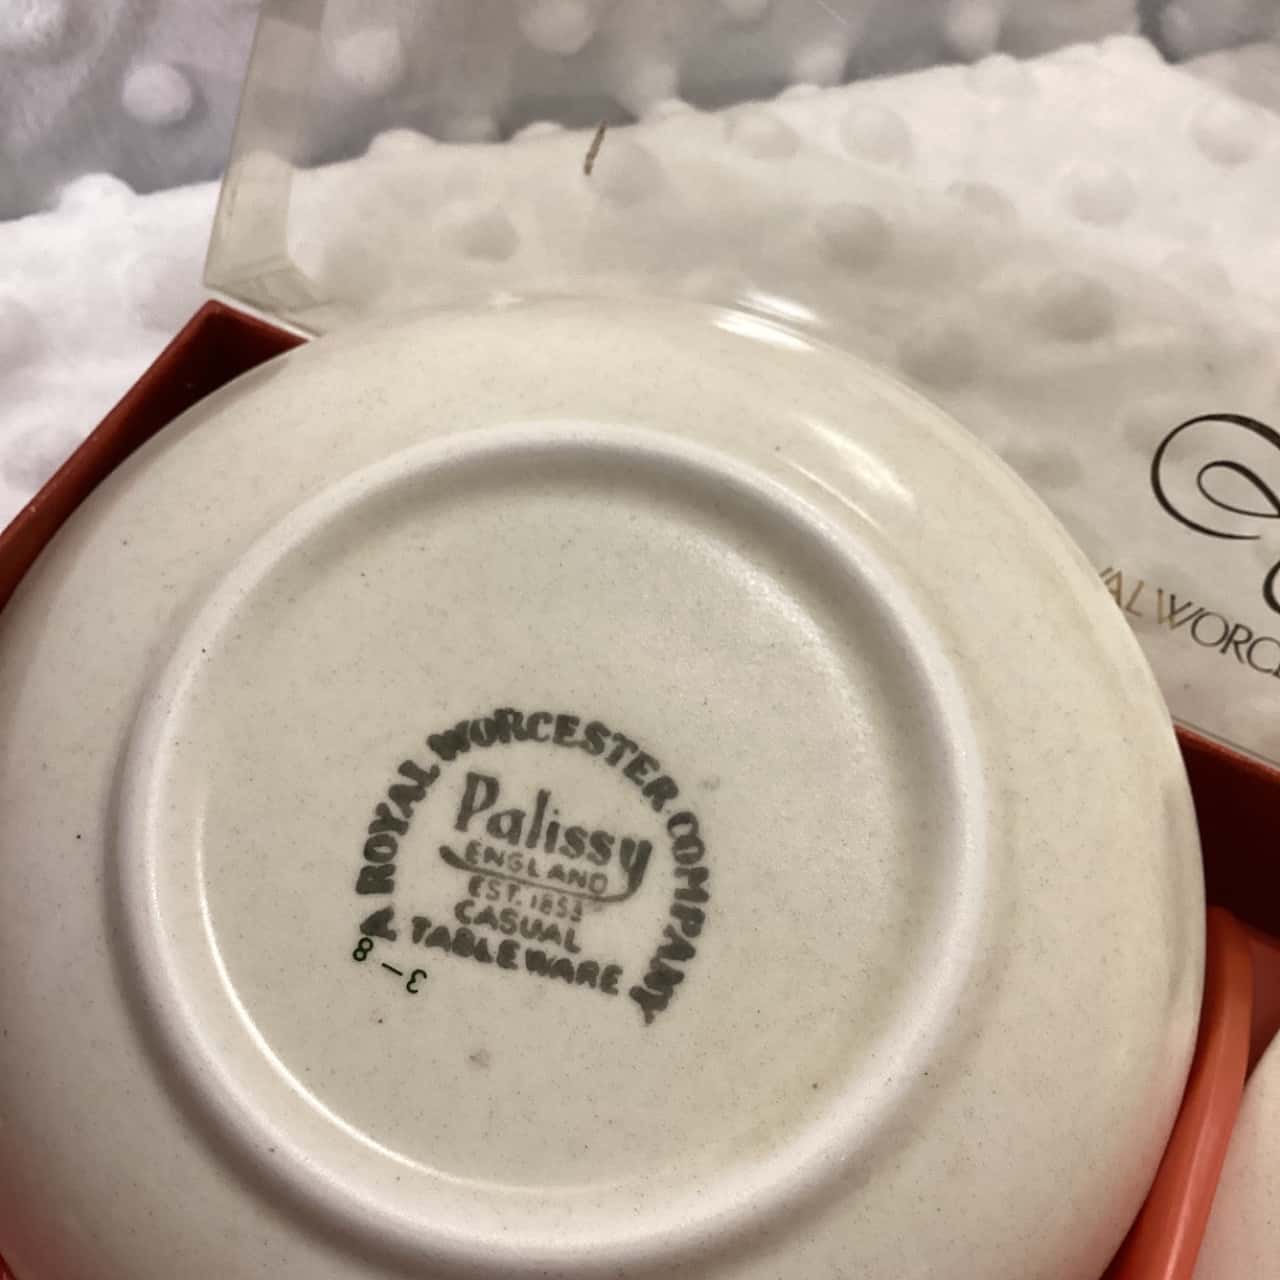 A ROYAL WORCESTER COMPANY
Palissy
ENGLAND
EST. 1853
CASUAL
TABLEWARE
8-3